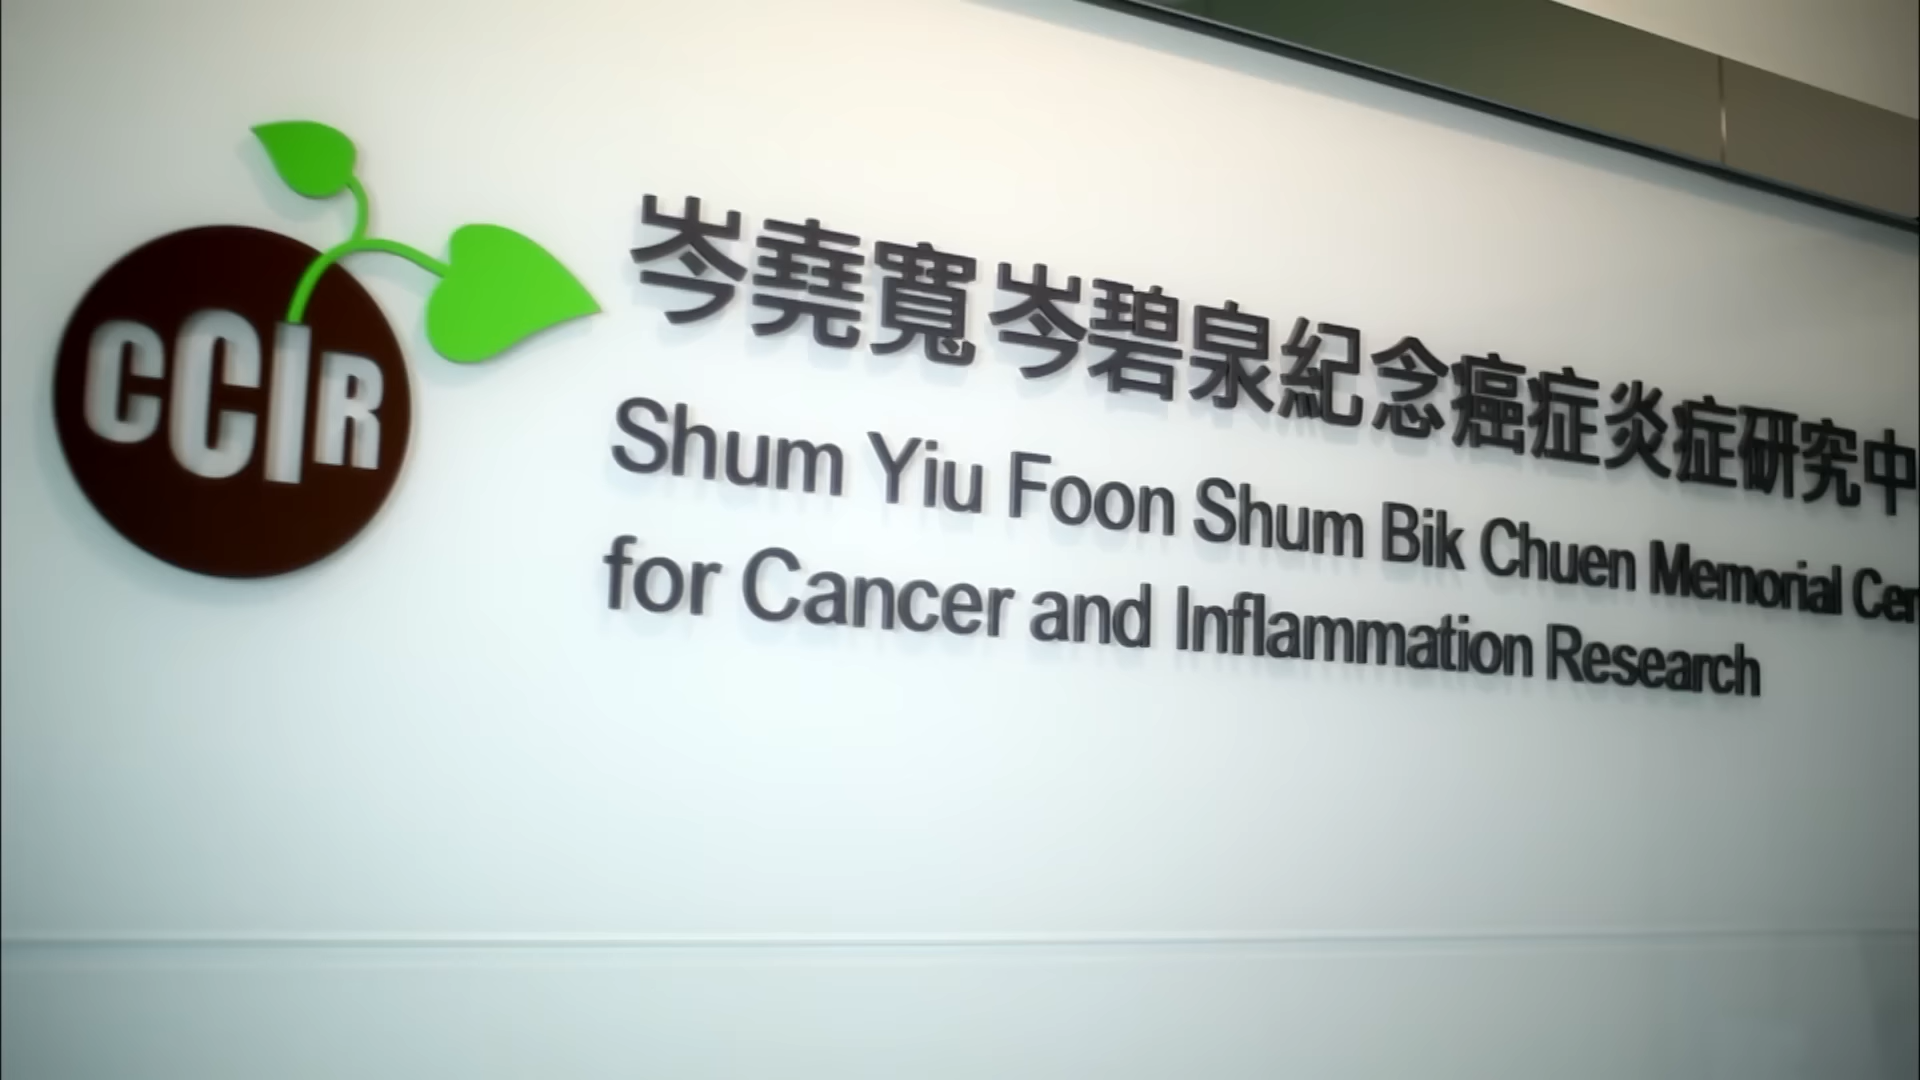 CCIR
岑堯寬岑碧泉紀念癌症炎症研究中
Shum Yiu Foon Shum Bik Chuen Memorial Cen
for Cancer and Inflammation Research